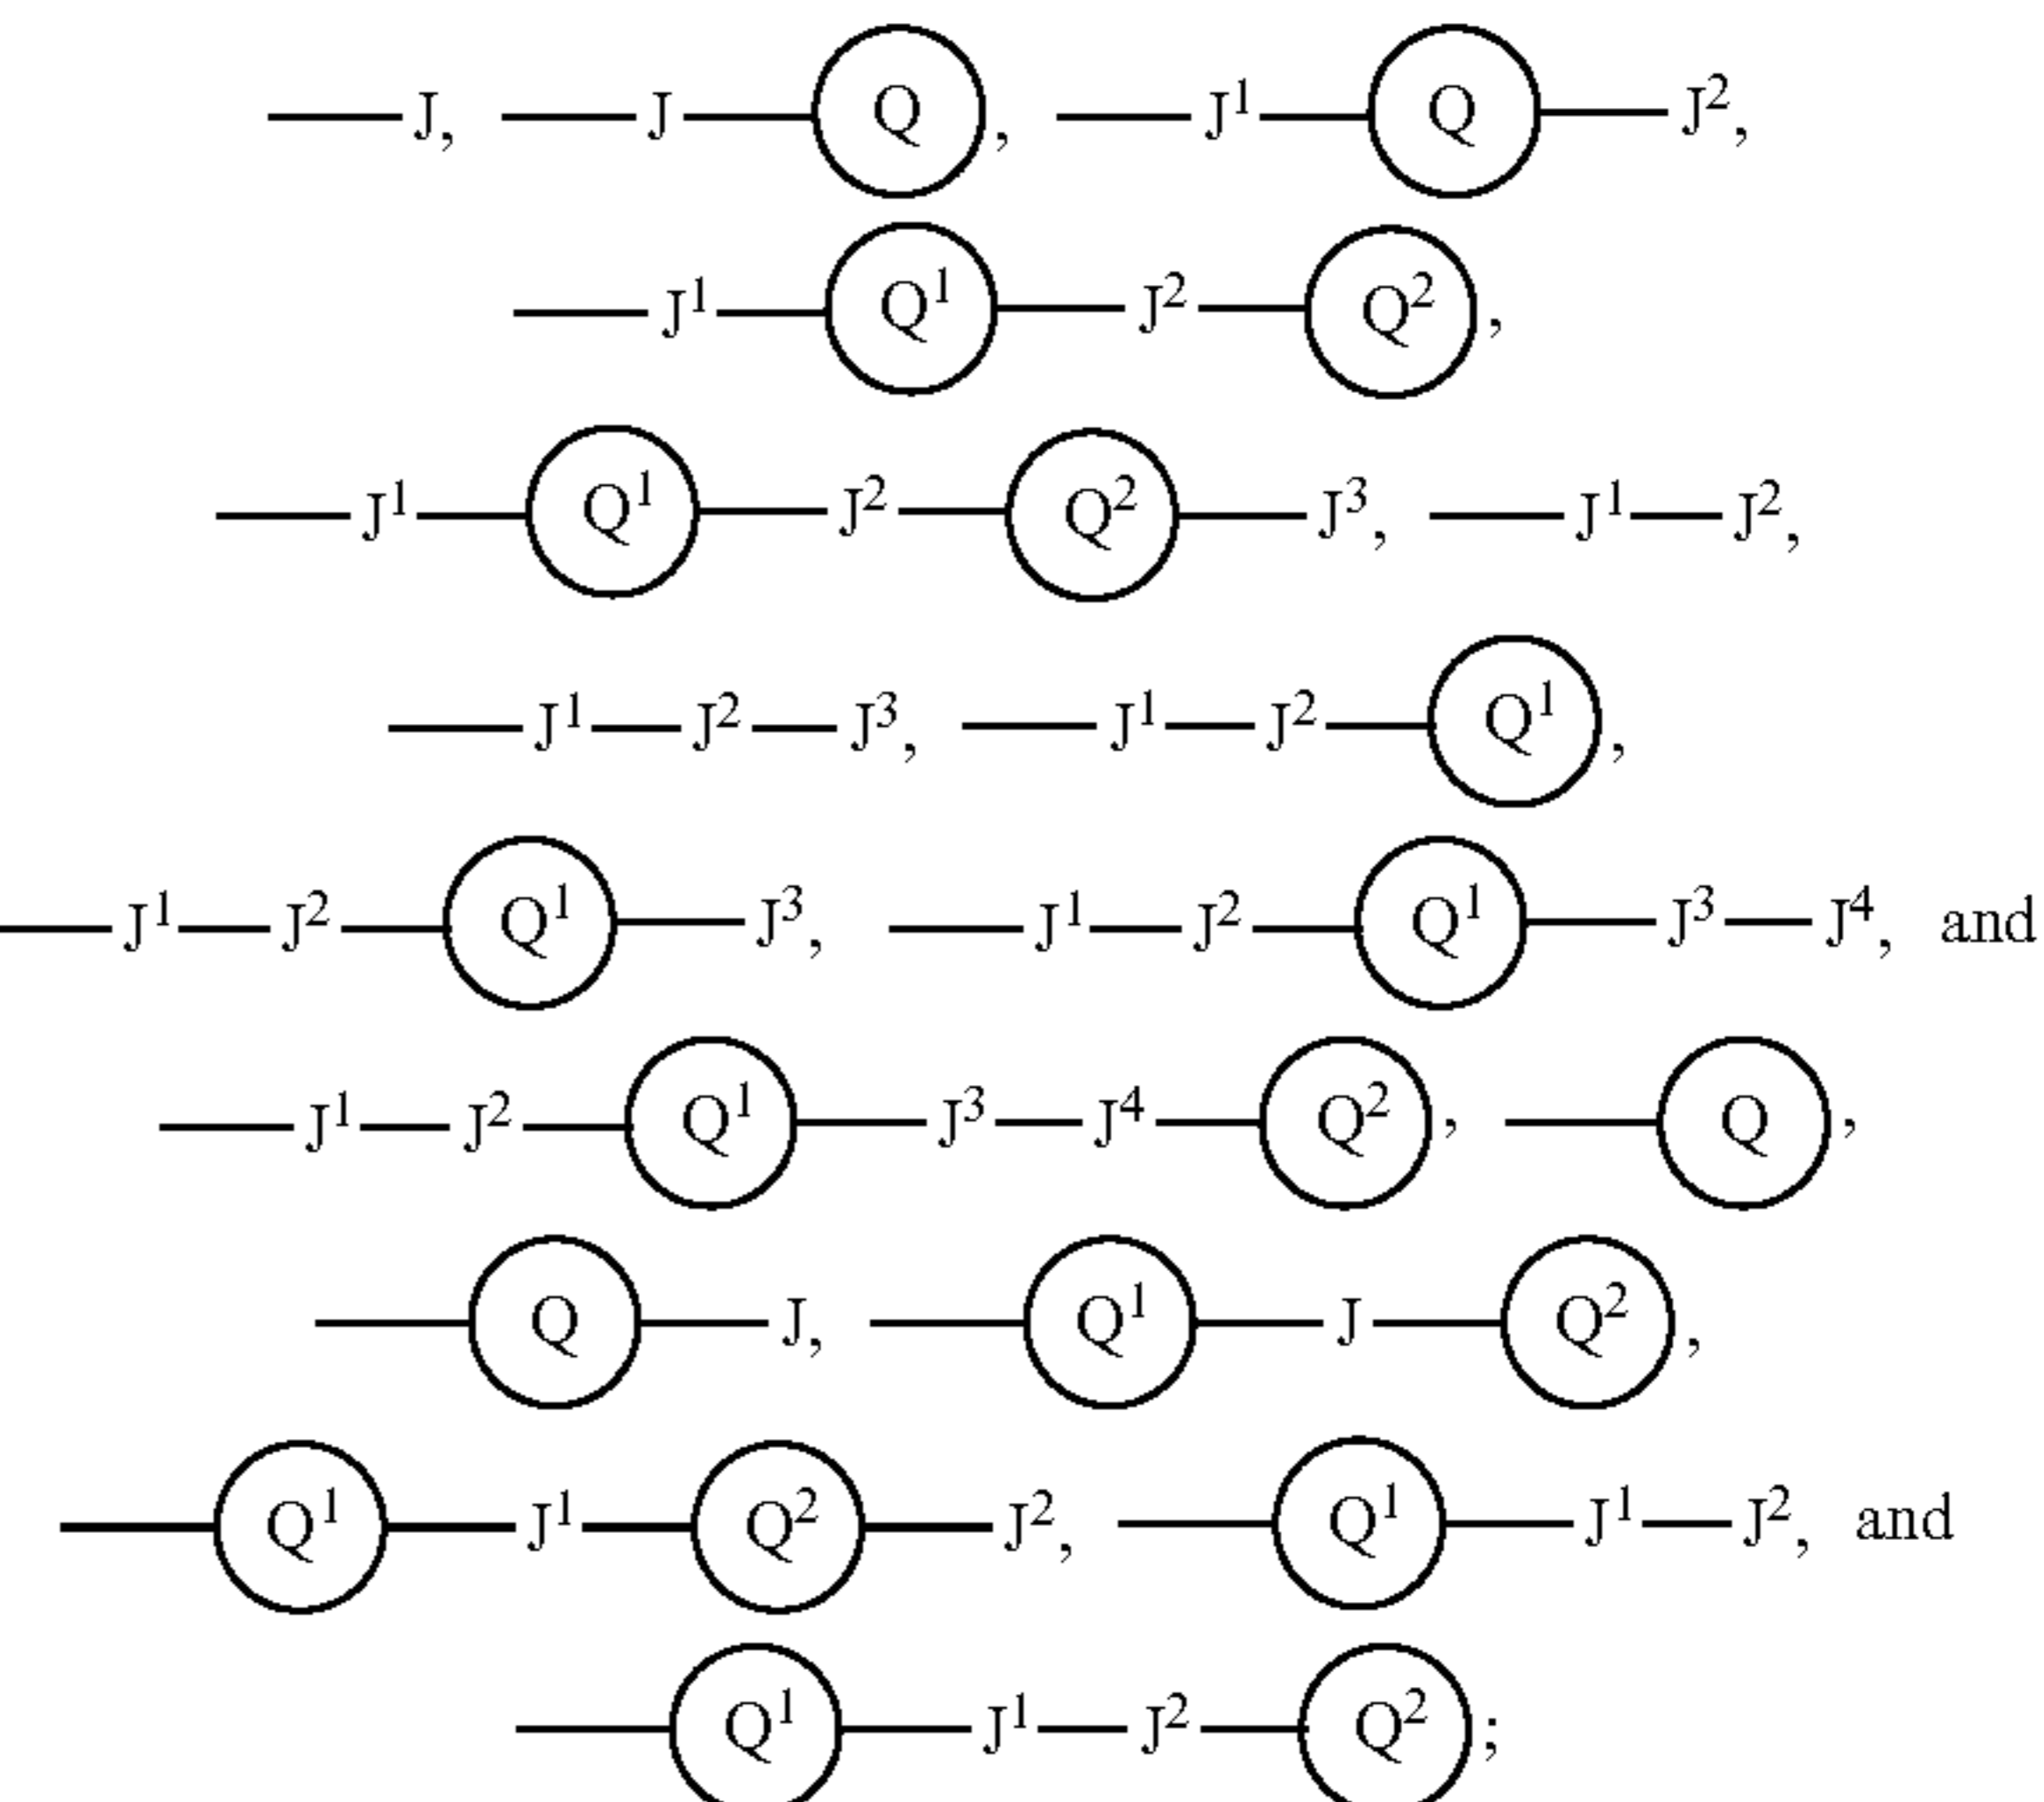 J, J Q, J¹ Q J²,
J¹ Q¹ J² Q²,
J¹ Q¹ J² Q² J³, J¹ J²,
J¹ J² J³, J¹ J² Q¹,
J¹ J² Q¹ J³, J¹ J² Q¹ J³ J⁴, and
J¹ J² Q¹ J³ J⁴ Q², Q,
Q J, Q¹ J Q²,
Q¹ J¹ Q² J², Q¹ J¹ J², and
Q¹ J¹ J² Q²;